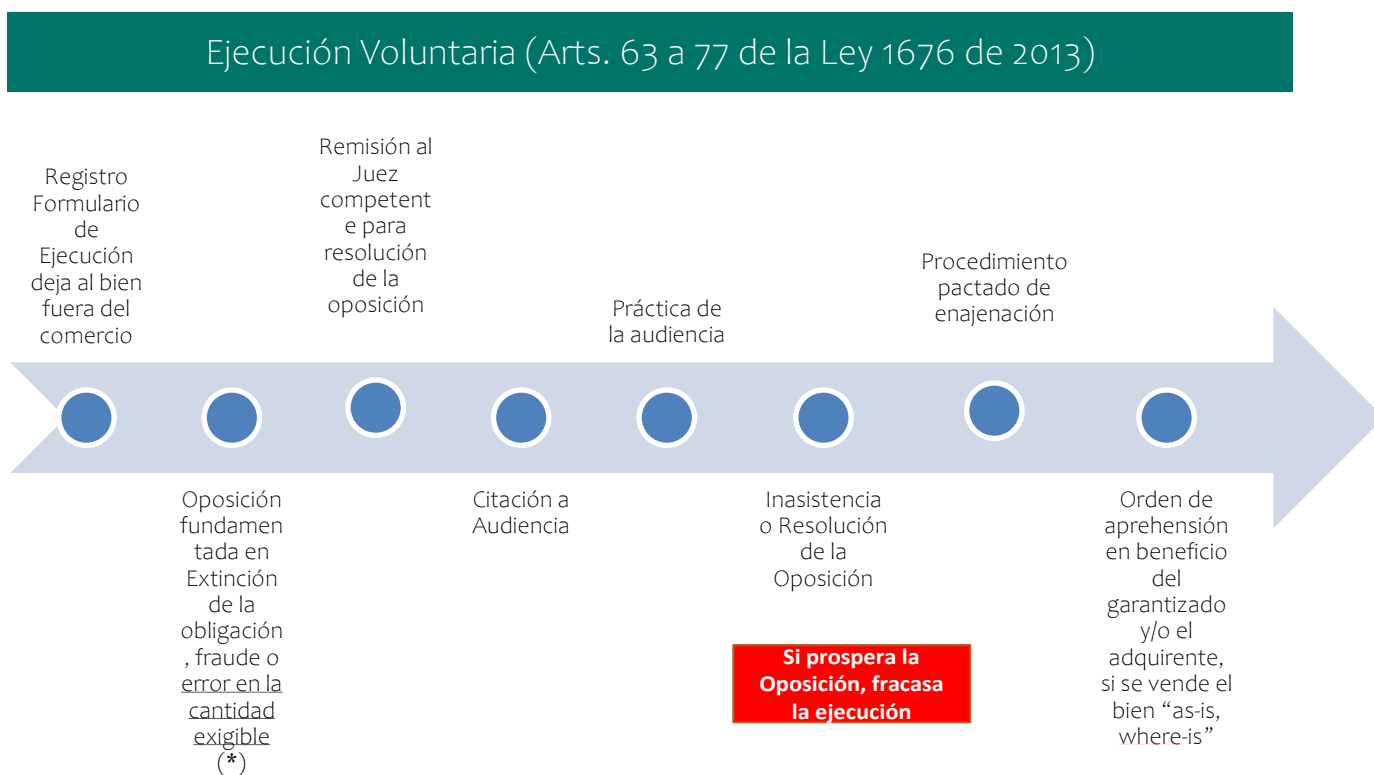 Ejecución Voluntaria (Arts. 63 a 77 de la Ley 1676 de 2013)
Registro
Formulario
de
Ejecución
deja al bien
fuera del
comercio
Oposición
fundamen
tada en
Extinción
de la
obligación
, fraude o
error en la
cantidad
exigible
(*)
Remisión al
Juez
competent
e para
resolución
de la
oposición
Citación a
Audiencia
Práctica de
la audiencia
Inasistencia
o Resolución
de la
Oposición
Si prospera la
Oposición, fracasa
la ejecución
Procedimiento
pactado de
enajenación
Orden de
aprehensión
en beneficio
del
garantizado
y/o el
adquirente,
si se vende el
bien “as-is,
where-is”